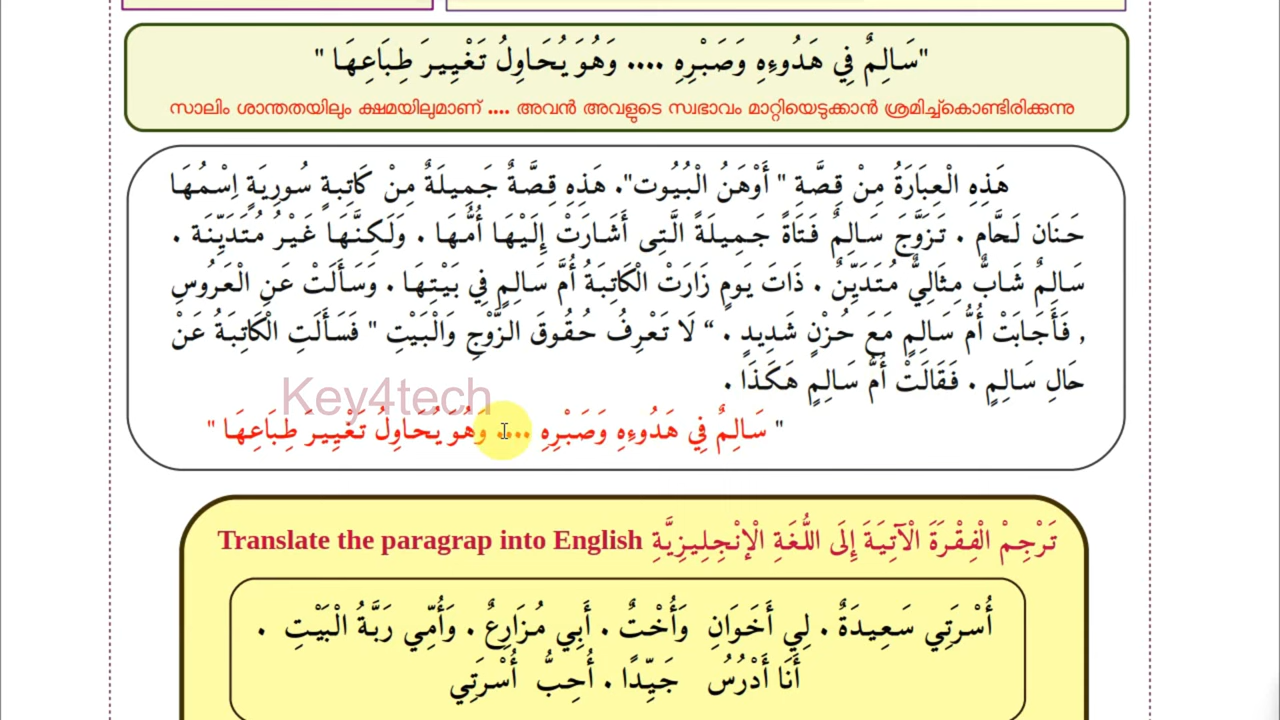 "سَالِمٌ فِي هَدُوءِهِ وَصَبْرِهِ .... وَهُوَ يُحَاوِلُ تَغْيِيرَ طِبَاعِهَا "
സാലിം ശാന്തതയിലും ക്ഷമയിലുമാണ് .... അവൻ അവളുടെ സ്വഭാവം മാറ്റിയെടുക്കാൻ ശ്രമിച്ച്കൊണ്ടിരിക്കുന്നു
هَذِهِ الْعِبَارَةُ مِنْ قِصَّةِ " أَوْهَنُ الْبُيُوت". هَذِهِ قِصَّةٌ جَمِيلَةٌ مِنْ كَاتِبةٍ سُورِيَةٍ اِسْمُهَا
حَنَان لَحَّام . تَزَوَّجَ سَالِمٌ فَتَاةً جَمِيلَةً الَّتِى أَشَارَتْ إِلَيْهَا أُمُّهَا . وَلَكِنَّهَا غَيْرُ مُتَدَيِّنَة .
سَالِمٌ شَابٌّ مِثَالِيٌّ مُتَدَيِّنٌ . ذَاتَ يَومٍ زَارَتْ الْكَاتِبَةُ أُمَّ سَالِمٍ فِي بَيْتِهَا . وَسَأَلَتْ عَنِ الْعَرُوسِ
, فَأَجَابَتْ أُمُّ سَالِمٍ مَعَ حُزْنٍ شَدِيدٍ . “ لَا تَعْرِفُ حُقُوقَ الزَّوْجِ وَالْبَيْتِ " فَسَأَلَتِ الْكَاتِبَةُ عَنْ
حَالِ سَالِمٍ . فَقَالَتْ أُمُّ سَالِمٍ هَكَذَا .
Key4tech
" سَالِمٌ فِي هَدُوءِهِ وَصَبْرِهِ .... وَهُوَ يُحَاوِلُ تَغْيِيرَ طِبَاعِهَا "
Translate the paragrap into English تَرْجِمْ الْفِقْرَةَ الْآتِيَةَ إِلَى اللُّغَةِ الْإِنْجِلِيزِيَّةِ
أُسْرَتِي سَعِيدَةٌ . لِي أَخَوَانِ وَأُخْتٌ . أَبِي مُزَارِعٌ . وَأُمِّي رَبَّةُ الْبَيْتِ .
أَنَا أَدْرُسُ جَيِّدًا . أُحِبُّ أُسْرَتِي